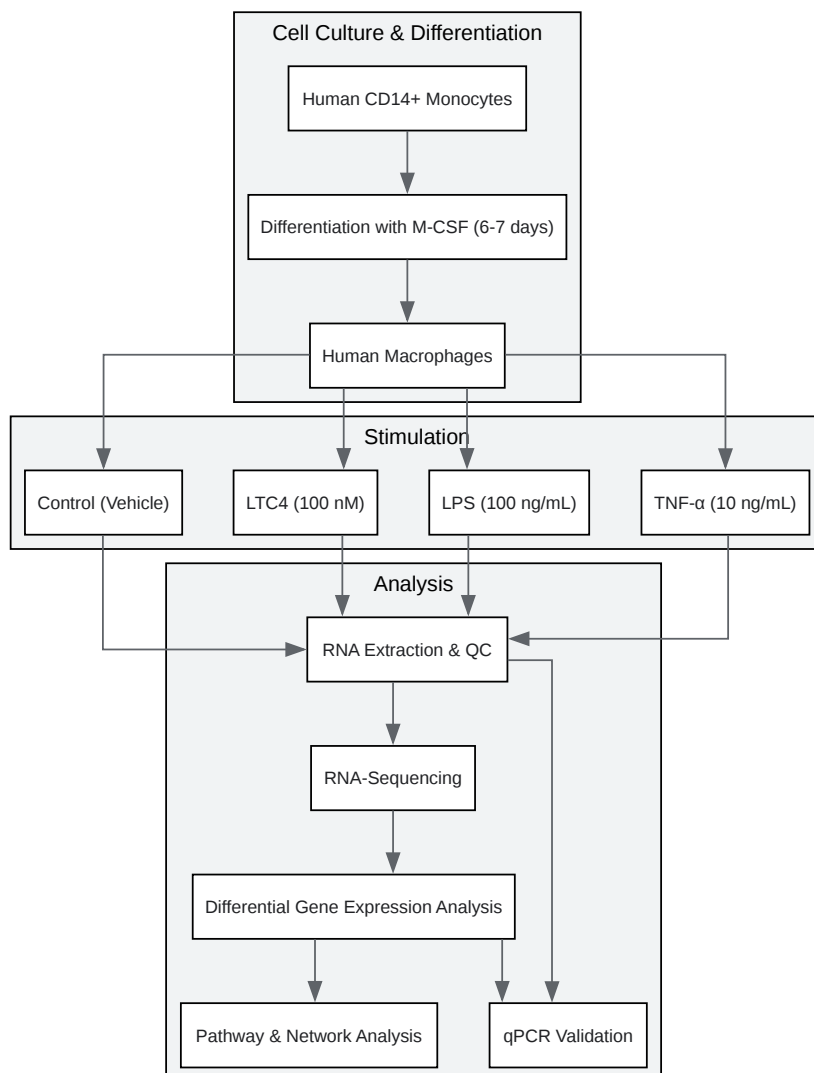 Cell Culture & Differentiation
Human CD14+ Monocytes
Differentiation with M-CSF (6-7 days)
Human Macrophages
Stimulation
Control (Vehicle)
LTC4 (100 nM)
LPS (100 ng/mL)
TNF-α (10 ng/mL)
Analysis
RNA Extraction & QC
RNA-Sequencing
Differential Gene Expression Analysis
Pathway & Network Analysis
qPCR Validation